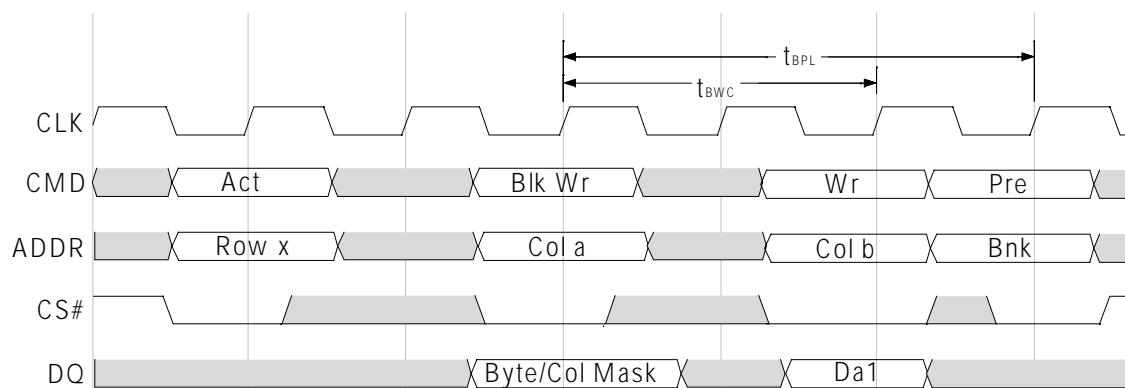 tBPL
tBWC
CLK
CMD Act Blk Wr Wr Pre
ADDR Row x Col a Col b Bnk
CS#
DQ Byte/Col Mask Da1